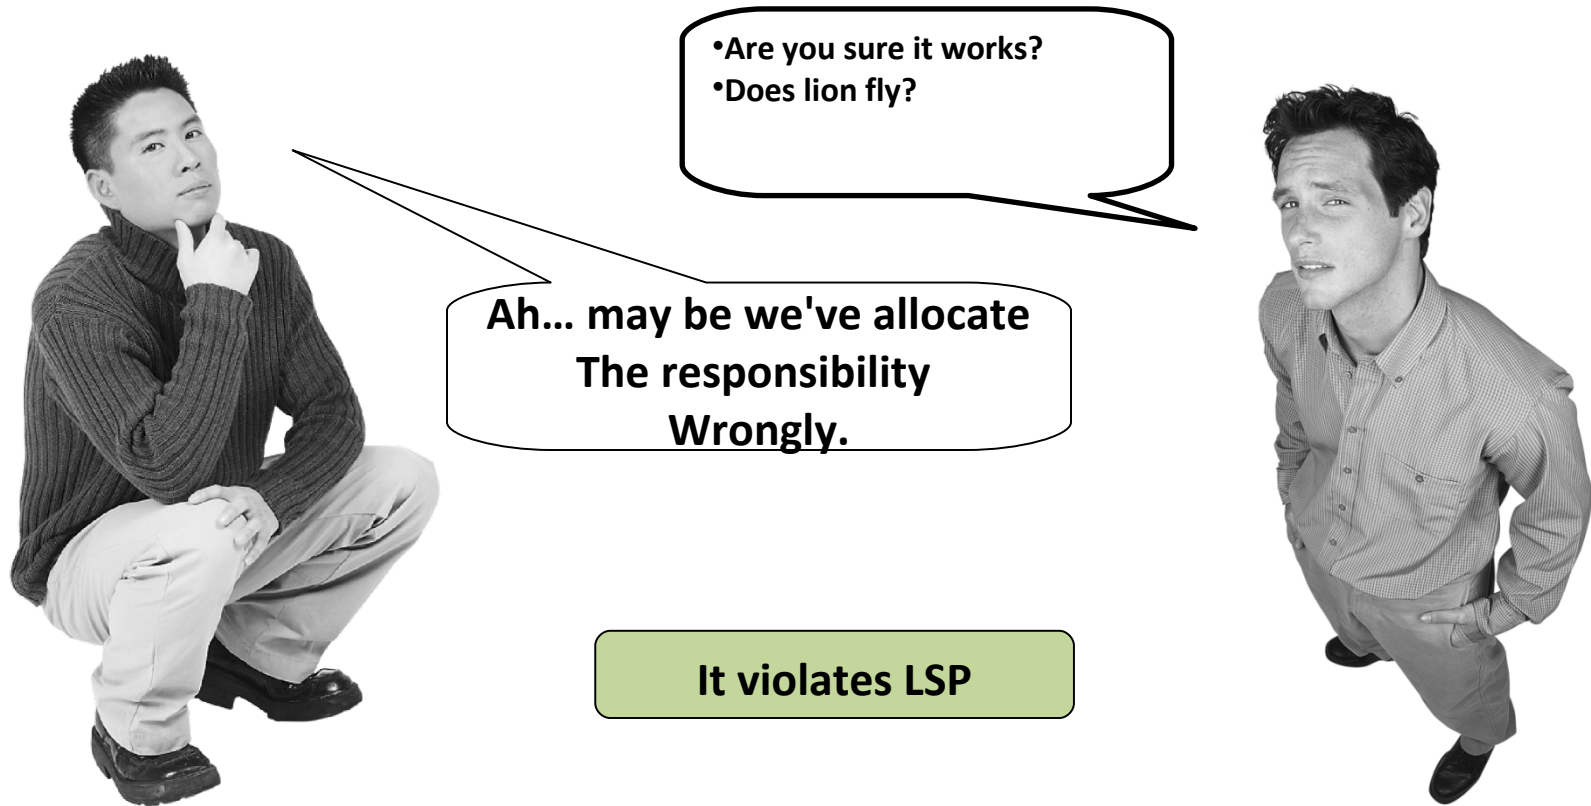 •Are you sure it works?
•Does lion fly?
Ah... may be we've allocate
The responsibility
Wrongly.
It violates LSP